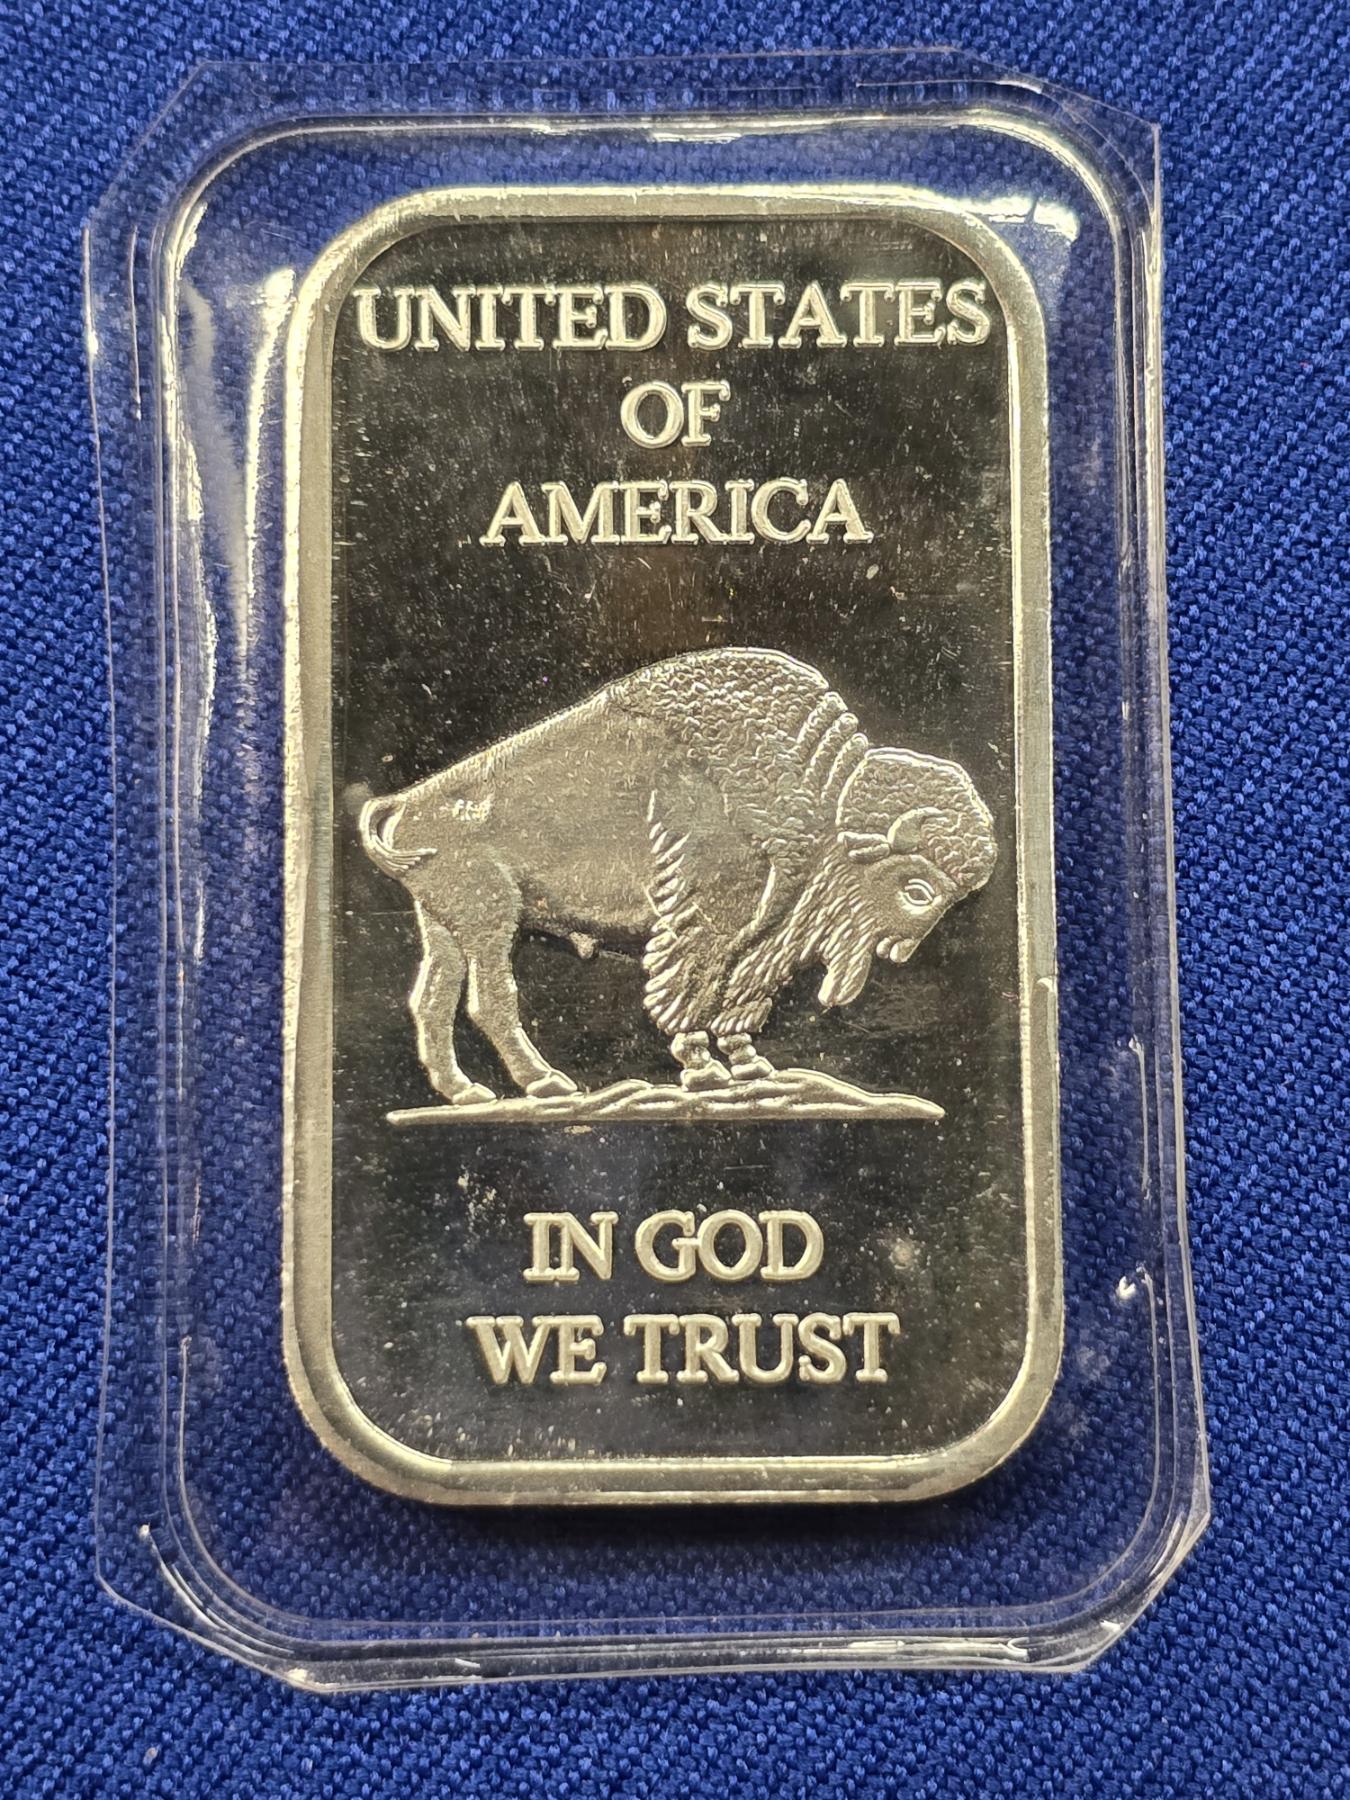 UNITED STATES
OF
AMERICA
IN GOD
WE TRUST